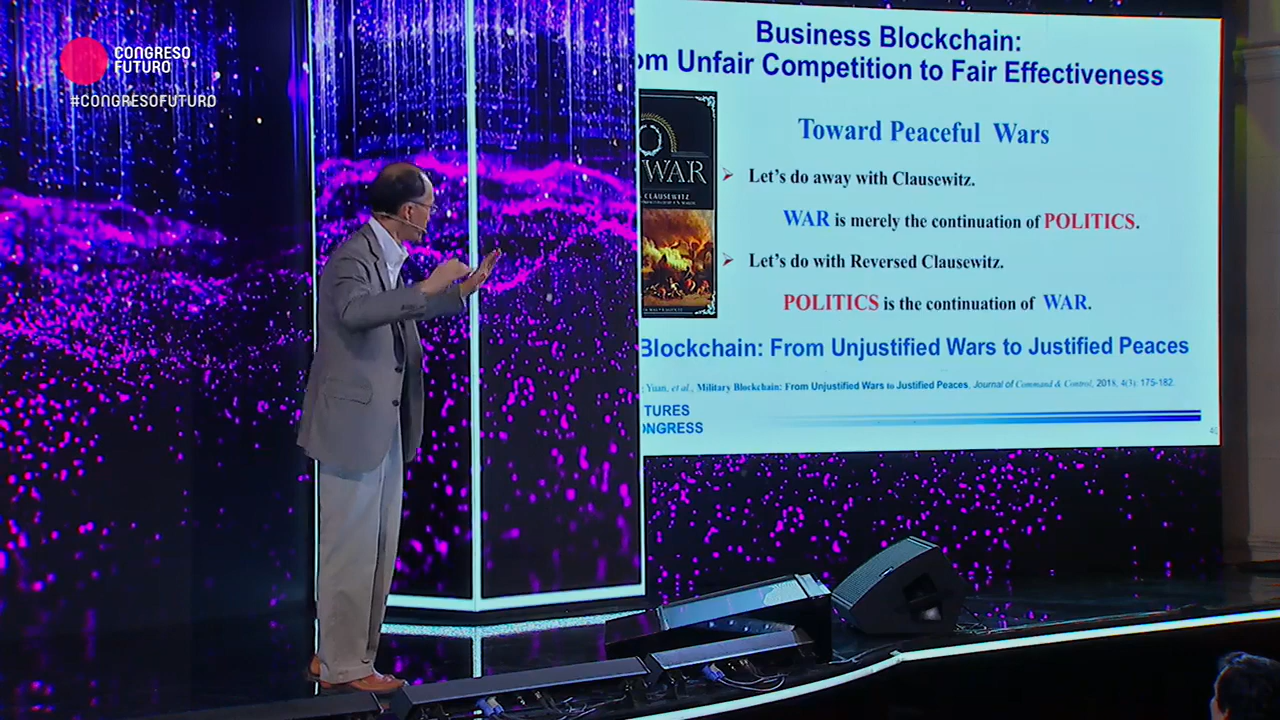 CONGRESO
FUTURO
#CONGRESOFUTURO
Business Blockchain:
om Unfair Competition to Fair Effectiveness
Toward Peaceful Wars
WAR
CLAUSEWITZ
Let's do away with Clausewitz.
WAR is merely the continuation of POLITICS.
Let's do with Reversed Clausewitz.
POLITICS is the continuation of WAR.
Blockchain: From Unjustified Wars to Justified Peaces
Yuan, et al., Military Blockchain: From Unjustified Wars to Justified Peaces, Journal of Command & Control, 2018, 4(3): 175-182.
TURES
ONGRESS